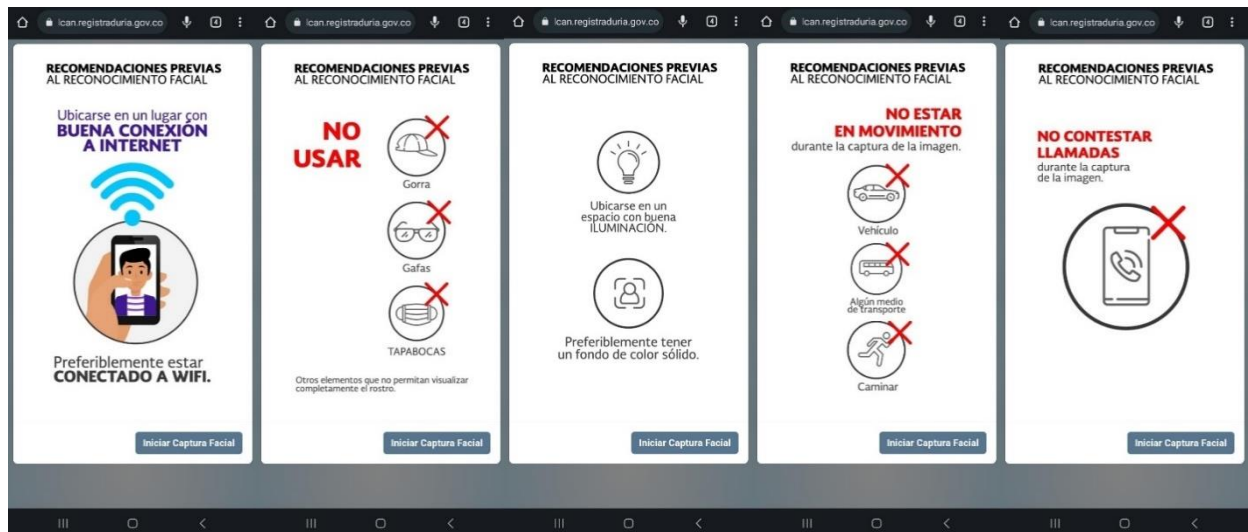 lcan.registraduria.gov.co
4
RECOMENDACIONES PREVIAS
AL RECONOCIMIENTO FACIAL
Ubicarse en un lugar con
BUENA CONEXIÓN
A INTERNET
Preferiblemente estar
CONECTADO A WIFI.
Iniciar Captura Facial
lcan.registraduria.gov.co
4
RECOMENDACIONES PREVIAS
AL RECONOCIMIENTO FACIAL
NO
USAR
Gorra
Gafas
TAPABOCAS
Otros elementos que no permitan visualizar
completamente el rostro.
Iniciar Captura Facial
lcan.registraduria.gov.co
4
RECOMENDACIONES PREVIAS
AL RECONOCIMIENTO FACIAL
Ubicarse en un
espacio con buena
ILUMINACIÓN.
Preferiblemente tener
un fondo de color sólido.
Iniciar Captura Facial
lcan.registraduria.gov.co
4
RECOMENDACIONES PREVIAS
AL RECONOCIMIENTO FACIAL
NO ESTAR
EN MOVIMIENTO
durante la captura de la imagen.
Vehículo
Algún medio
de transporte
Caminar
Iniciar Captura Facial
lcan.registraduria.gov.co
4
RECOMENDACIONES PREVIAS
AL RECONOCIMIENTO FACIAL
NO CONTESTAR
LLAMADAS
durante la captura
de la imagen.
Iniciar Captura Facial